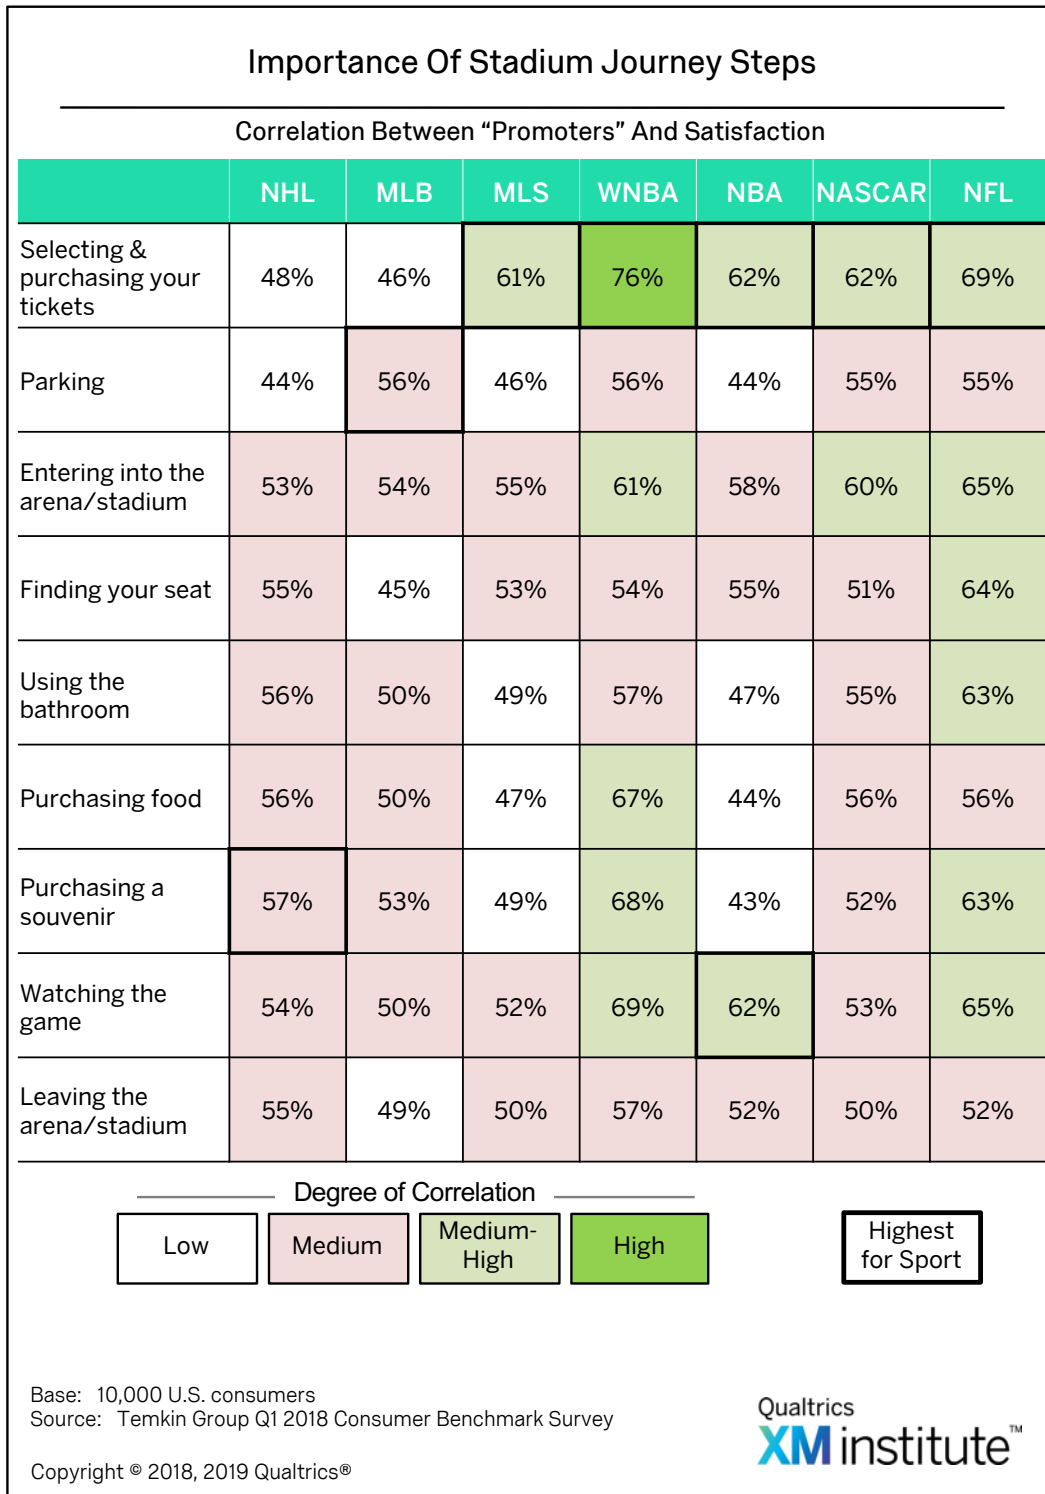 Importance Of Stadium Journey Steps
Correlation Between “Promoters” And Satisfaction
NHL MLB MLS WNBA NBA NASCAR NFL
Selecting &
purchasing your
tickets
48% 46% 61% 76% 62% 62% 69%
Parking 44% 56% 46% 56% 44% 55% 55%
Entering into the
arena/stadium
53% 54% 55% 61% 58% 60% 65%
Finding your seat 55% 45% 53% 54% 55% 51% 64%
Using the
bathroom
56% 50% 49% 57% 47% 55% 63%
Purchasing food 56% 50% 47% 67% 44% 56% 56%
Purchasing a
souvenir
57% 53% 49% 68% 43% 52% 63%
Watching the
game
54% 50% 52% 69% 62% 53% 65%
Leaving the
arena/stadium
55% 49% 50% 57% 52% 50% 52%
Degree of Correlation
Low
Medium
Medium-
High
High
Highest
for Sport
Base: 10,000 U.S. consumers
Source: Temkin Group Q1 2018 Consumer Benchmark Survey
Copyright © 2018, 2019 Qualtrics®
Qualtrics
XM institute™